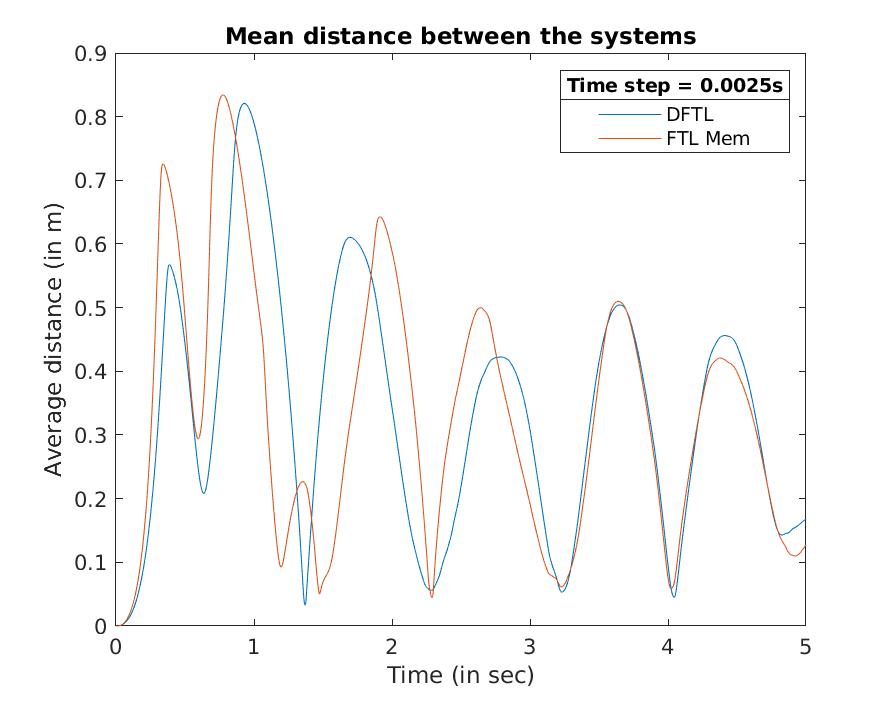 Mean distance between the systems
0.9
0.8
0.7
0.6
0.5
0.4
0.3
0.2
0.1
0
Average distance (in m)
Time step = 0.0025s
DFTL
FTL Mem
0 1 2 3 4 5
Time (in sec)